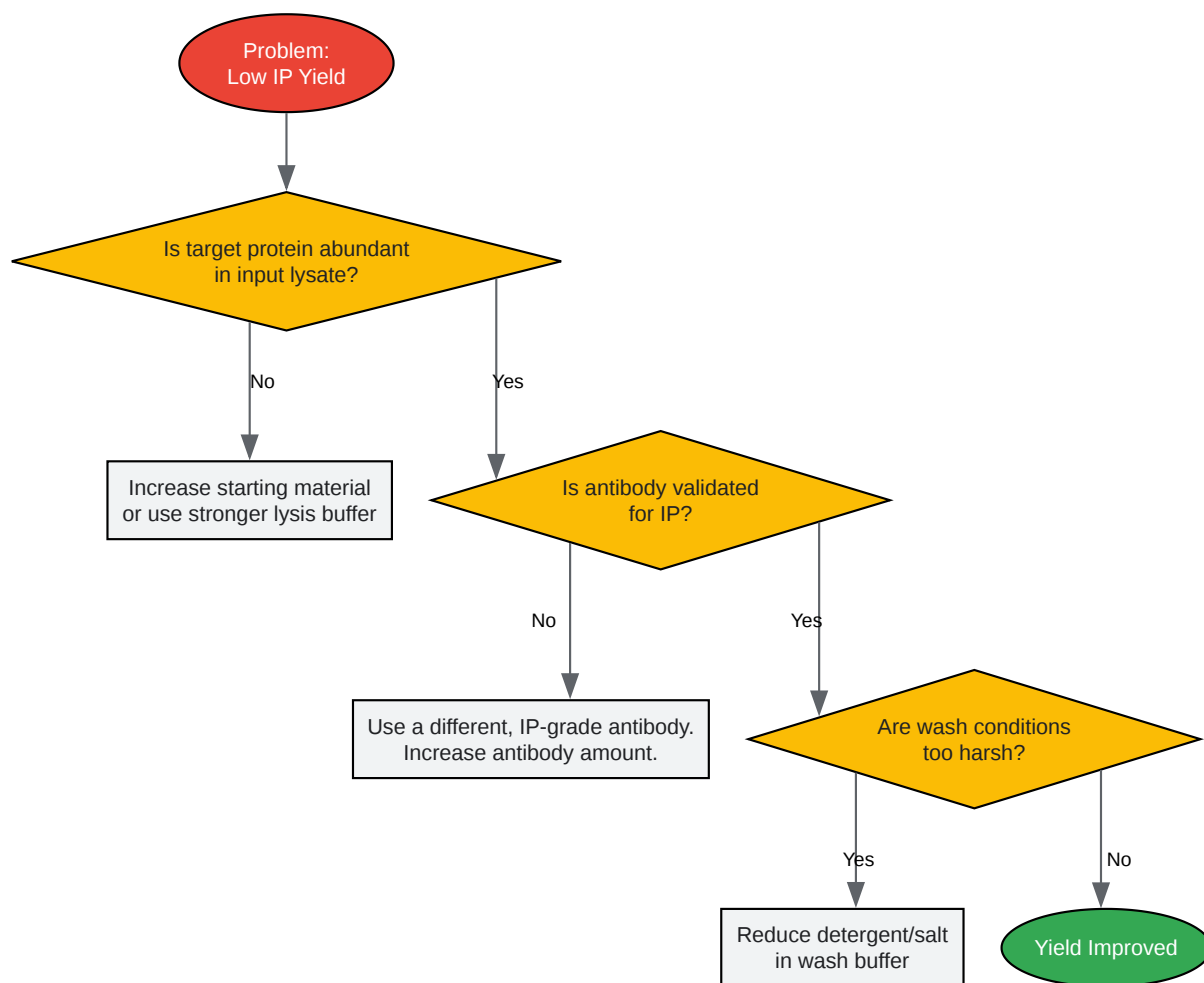 Problem:
Low IP Yield
Is target protein abundant
in input lysate?
No
Yes
Increase starting material
or use stronger lysis buffer
Is antibody validated
for IP?
No
Yes
Use a different, IP-grade antibody.
Increase antibody amount.
Are wash conditions
too harsh?
Yes
No
Reduce detergent/salt
in wash buffer
Yield Improved